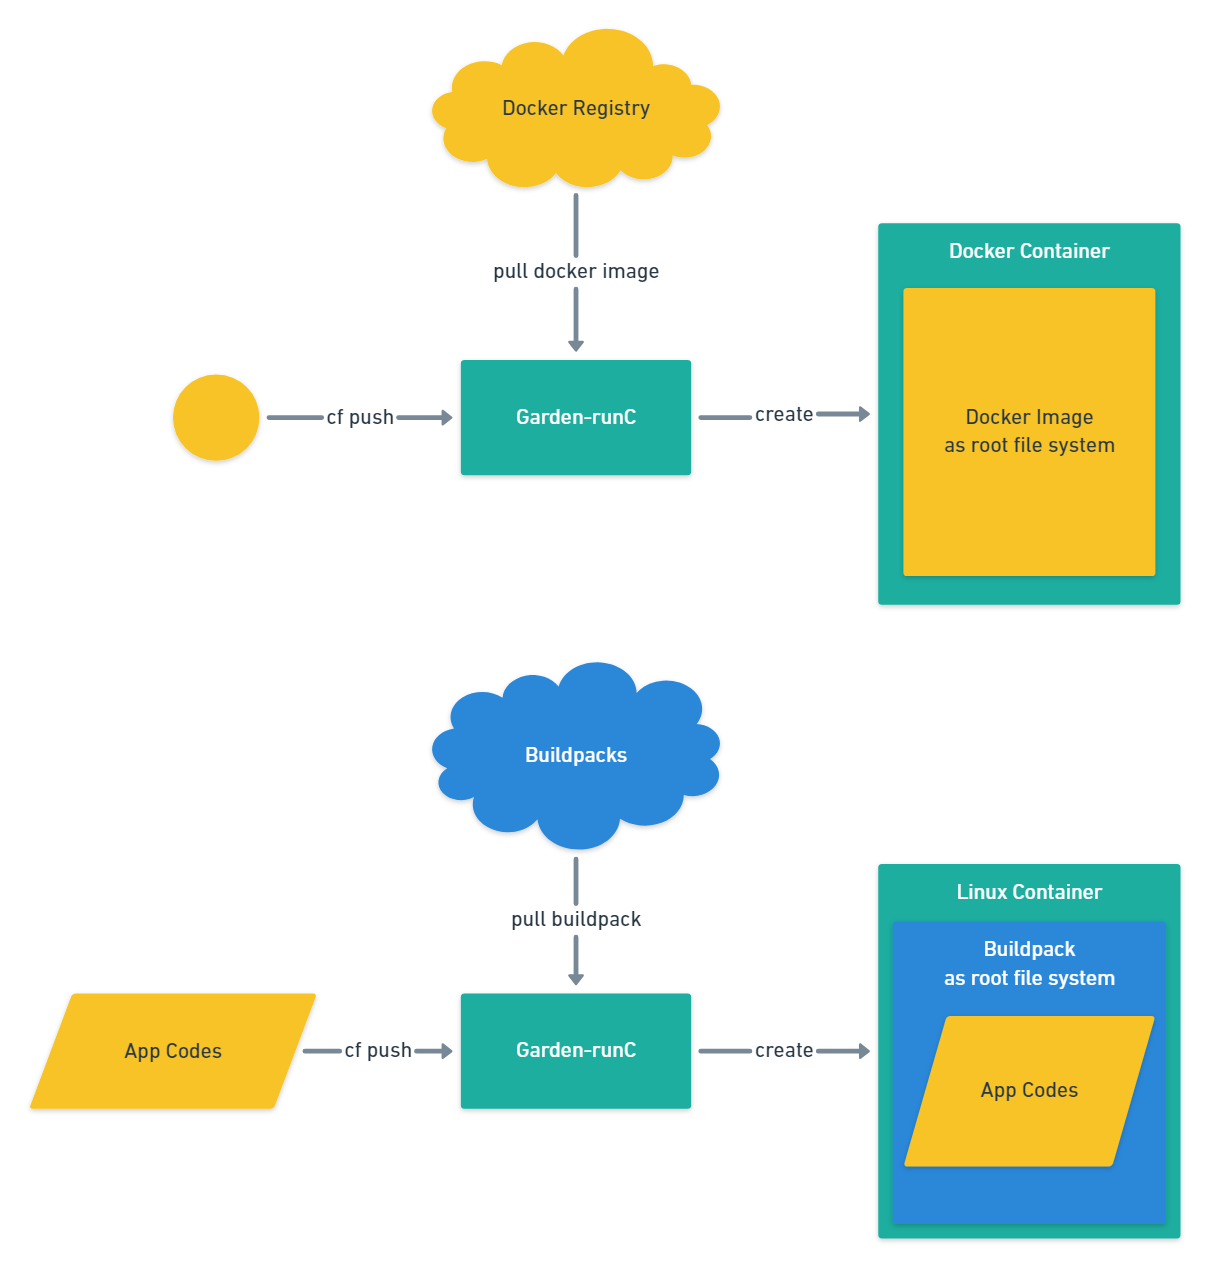 Docker Registry
pull docker image
Docker Container
cf push
Garden-runC
create
Docker Image
as root file system
Buildpacks
pull buildpack
Linux Container
Buildpack
as root file system
App Codes
cf push
Garden-runC
create
App Codes